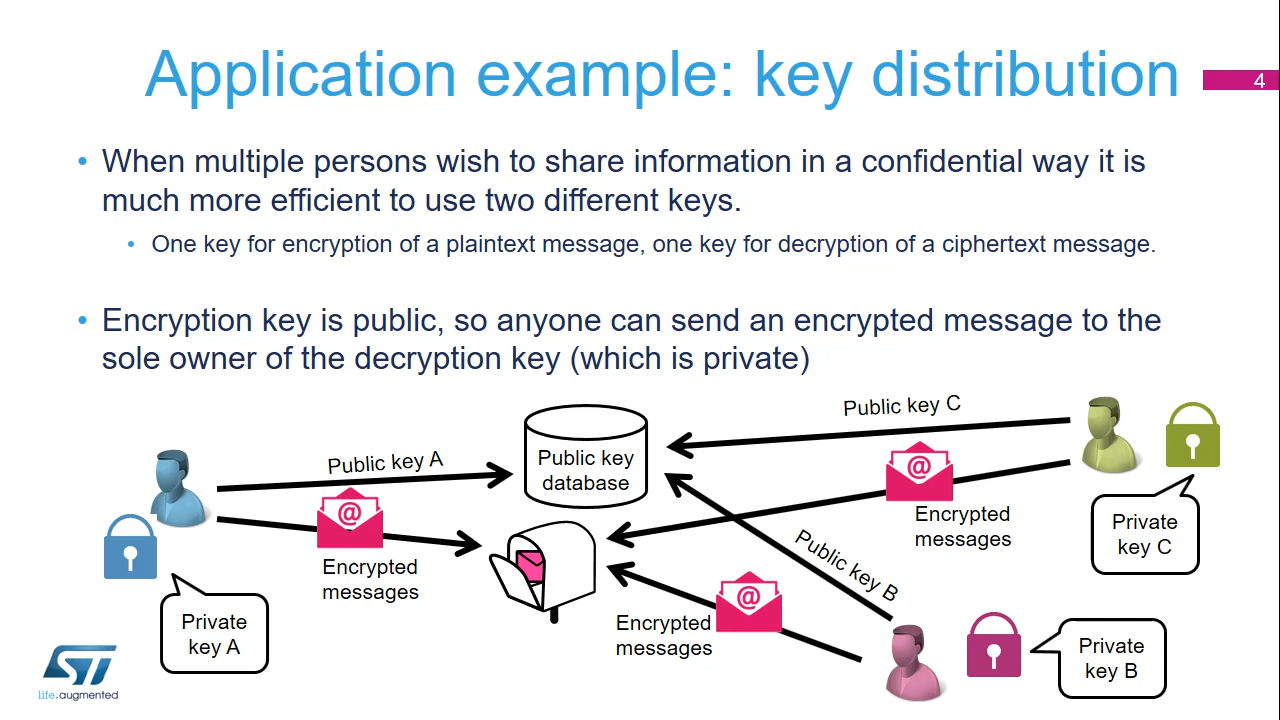 Application example: key distribution
4
• When multiple persons wish to share information in a confidential way it is
much more efficient to use two different keys.
• One key for encryption of a plaintext message, one key for decryption of a ciphertext message.
• Encryption key is public, so anyone can send an encrypted message to the
sole owner of the decryption key (which is private)
Public key A
Public key
database
Public key C
@
Encrypted
messages
@
Encrypted
messages
Private
key C
Public key B
@
Encrypted
messages
Private
key A
Private
key B
ST
life.augmented